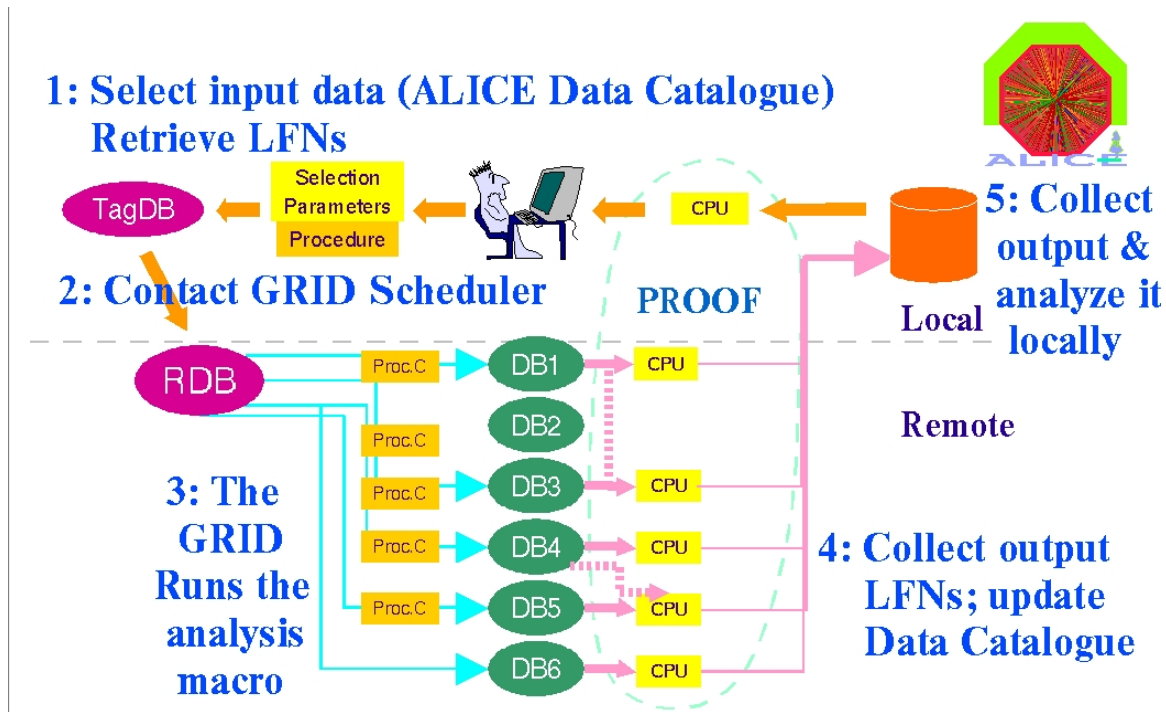 1: Select input data (ALICE Data Catalogue)
Retrieve LFNs
ALICE
TagDB
Selection
Parameters
Procedure
CPU
5: Collect
output &
analyze it
locally
2: Contact GRID Scheduler
PROOF
Local
RDB
Proc.C
DB1
CPU
Proc.C
DB2
Remote
Proc.C
DB3
CPU
3: The
GRID
Runs the
analysis
macro
Proc.C
DB4
CPU
4: Collect output
LFNs; update
Data Catalogue
Proc.C
DB5
CPU
DB6
CPU